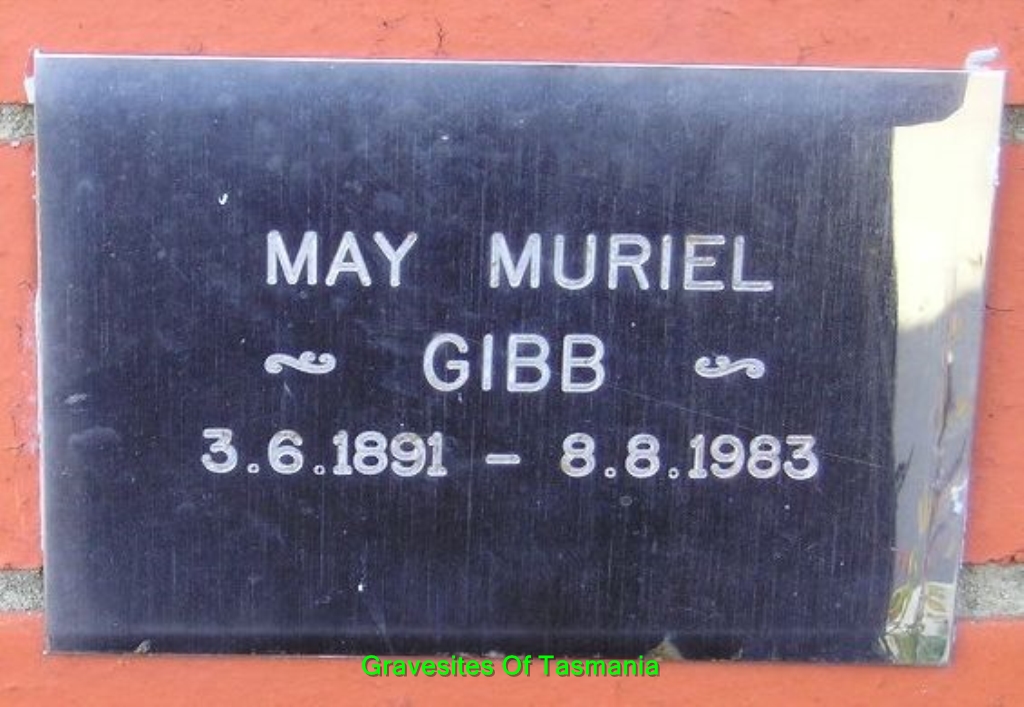 MAY MURIEL
GIBB
3.6.1891 - 8.8.1983
Gravesites Of Tasmania